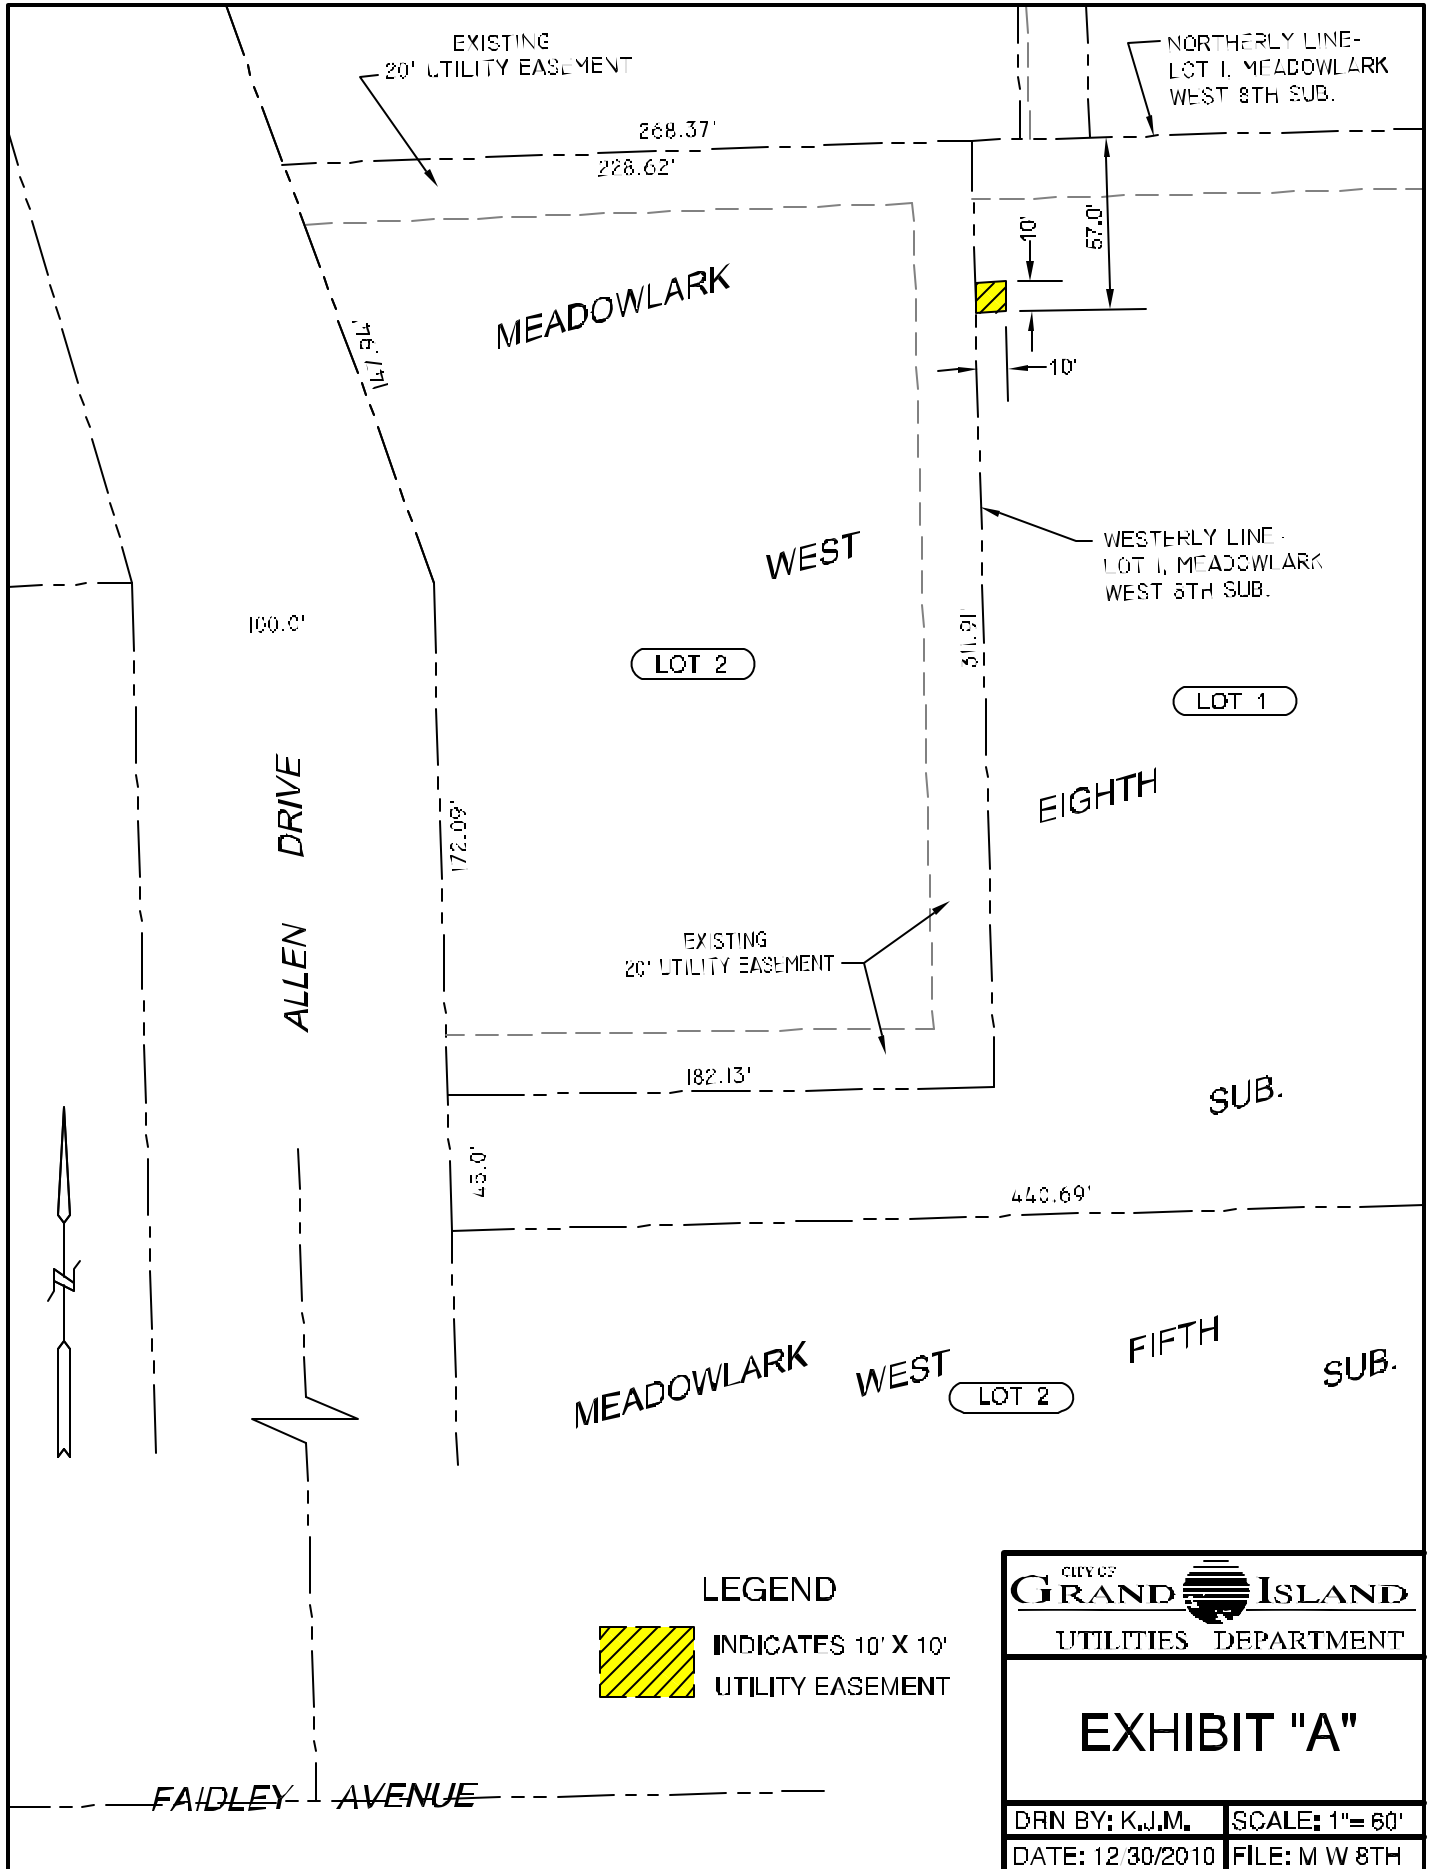 EXISTING
20' UTILITY EASEMENT
NORTHERLY LINE-
LOT 1, MEADOWLARK
WEST 8TH SUB.
268.37'
228.62'
10'
57.0'
MEADOWLARK
10'
WESTERLY LINE-
LOT 1, MEADOWLARK
WEST 8TH SUB.
WEST
100.0'
311.91'
LOT 2
LOT 1
EIGHTH
ALLEN DRIVE
172.09'
EXISTING
20' UTILITY EASEMENT
182.13'
SUB.
45.0'
440.69'
MEADOWLARK WEST FIFTH SUB.
LOT 2
LEGEND
INDICATES 10' X 10'
UTILITY EASEMENT
CITY OF
GRAND ISLAND
UTILITIES DEPARTMENT
EXHIBIT "A"
DRN BY: K.J.M.
SCALE: 1"= 60'
DATE: 12/30/2010
FILE: M W 8TH
FAIDLEY AVENUE